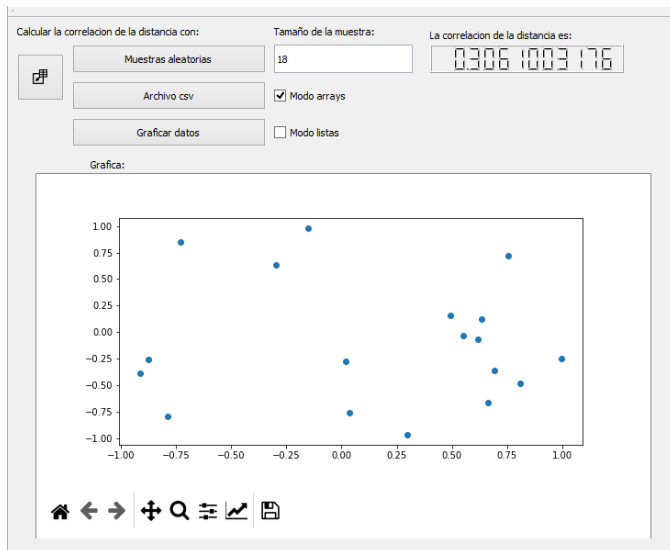 Calcular la correlacion de la distancia con:
Tamaño de la muestra:
La correlacion de la distancia es:
Muestras aleatorias
18
0.3061003176
Archivo csv
Modo arrays
Graficar datos
Modo listas
Grafica:
1.00
0.75
0.50
0.25
0.00
−0.25
−0.50
−0.75
−1.00
−1.00 −0.75 −0.50 −0.25 0.00 0.25 0.50 0.75 1.00